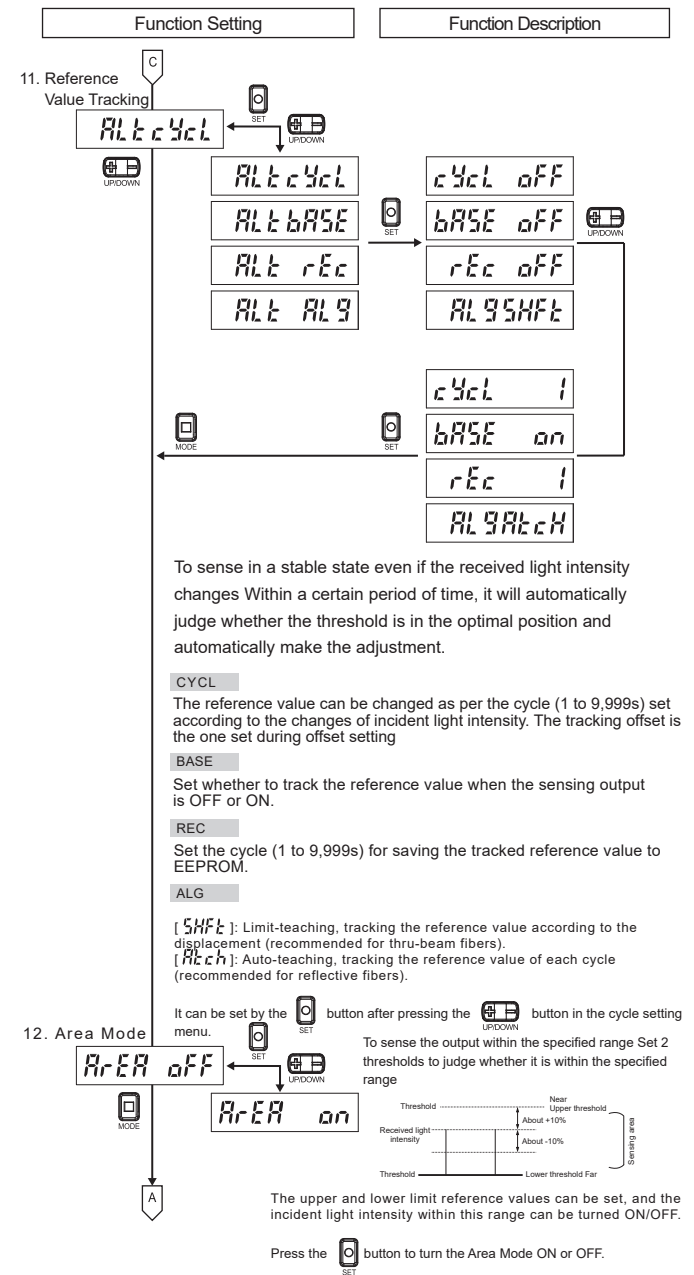 Function Setting
Function Description
C
11. Reference
Value Tracking
SET
UP/DOWN
ALtcYcL
UP/DOWN
ALtcYcL
cYcL oFF
ALtbASE
SET
bASE oFF
UP/DOWN
ALt rEc
rEc oFF
ALt ALg
ALgSHFt
cYcL 1
MODE
SET
bASE on
rEc 1
ALgAtcH
To sense in a stable state even if the received light intensity
changes Within a certain period of time, it will automatically
judge whether the threshold is in the optimal position and
automatically make the adjustment.
CYCL
The reference value can be changed as per the cycle (1 to 9,999s) set
according to the changes of incident light intensity. The tracking offset is
the one set during offset setting
BASE
Set whether to track the reference value when the sensing output
is OFF or ON.
REC
Set the cycle (1 to 9,999s) for saving the tracked reference value to
EEPROM.
ALG
[ SHFt ]: Limit-teaching, tracking the reference value according to the
displacement (recommended for thru-beam fibers).
[ Atch ]: Auto-teaching, tracking the reference value of each cycle
(recommended for reflective fibers).
It can be set by the SET button after pressing the UP/DOWN button in the cycle setting
menu.
12. Area Mode
SET
UP/DOWN
ArEA oFF
MODE
ArEA on
To sense the output within the specified range Set 2
thresholds to judge whether it is within the specified
range
Threshold
Near
Upper threshold
About +10%
Received light
intensity
About -10%
Sensing area
Threshold
Lower threshold Far
A
The upper and lower limit reference values can be set, and the
incident light intensity within this range can be turned ON/OFF.
Press the SET button to turn the Area Mode ON or OFF.